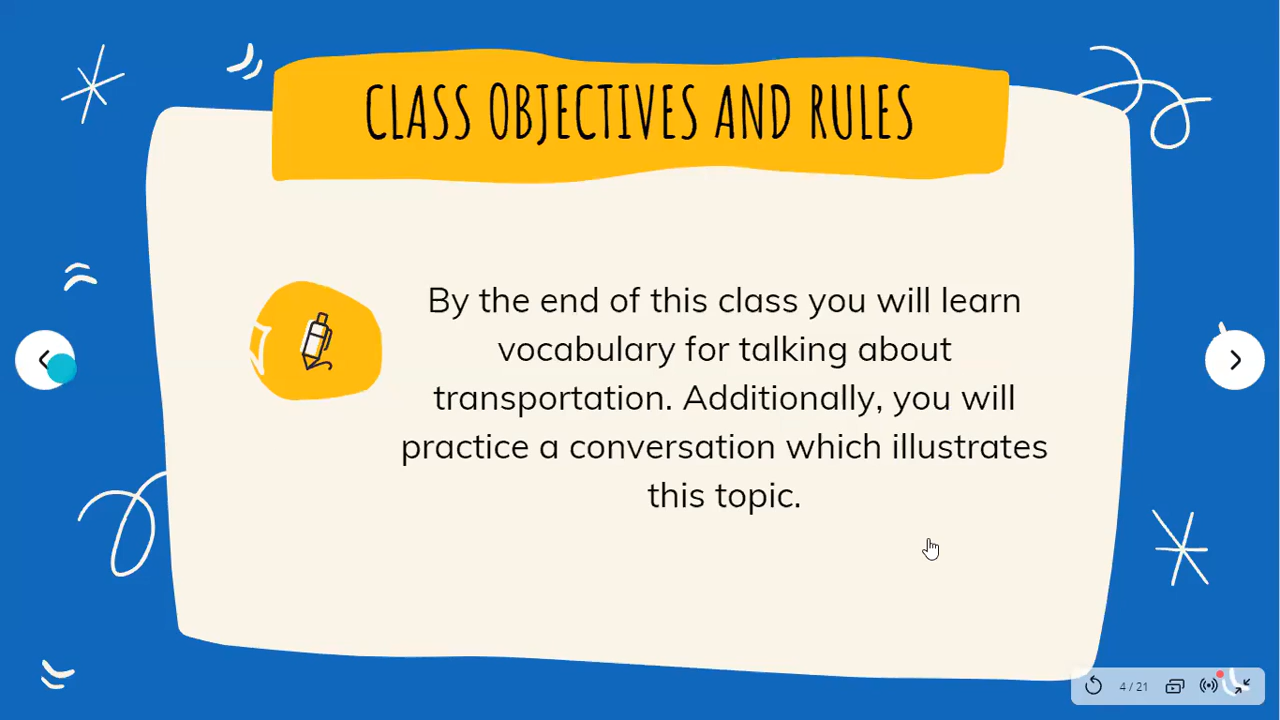 CLASS OBJECTIVES AND RULES
By the end of this class you will learn
vocabulary for talking about
transportation. Additionally, you will
practice a conversation which illustrates
this topic.
4 / 21